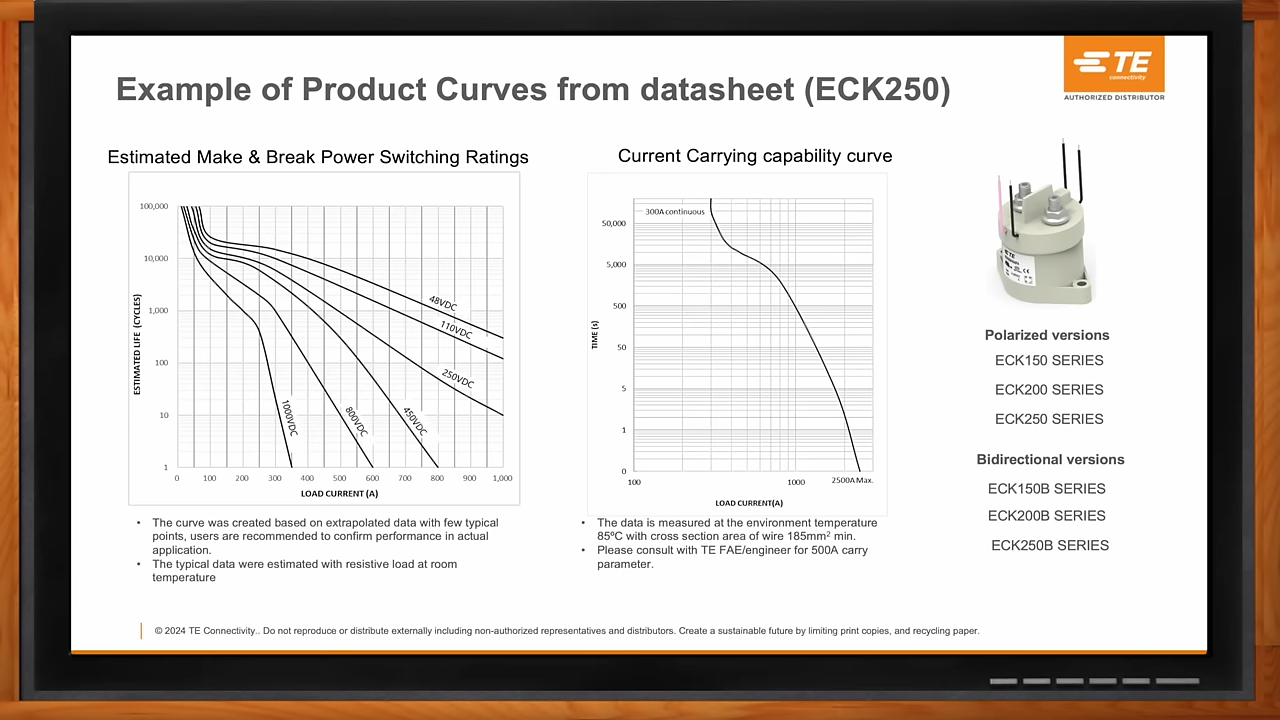 TE
connectivity
AUTHORIZED DISTRIBUTOR
Example of Product Curves from datasheet (ECK250)
Estimated Make & Break Power Switching Ratings
100,000
10,000
1,000
100
10
1
ESTIMATED LIFE (CYCLES)
48VDC
110VDC
250VDC
450VDC
800VDC
1000VDC
0 100 200 300 400 500 600 700 800 900 1,000
LOAD CURRENT (A)
• The curve was created based on extrapolated data with few typical
points, users are recommended to confirm performance in actual
application.
• The typical data were estimated with resistive load at room
temperature
Current Carrying capability curve
300A continuous
50,000
5,000
500
50
5
1
0
TIME (s)
100 1000 2500A Max.
LOAD CURRENT(A)
• The data is measured at the environment temperature
85ºC with cross section area of wire 185mm² min.
• Please consult with TE FAE/engineer for 500A carry
parameter.
TE
Polarized versions
ECK150 SERIES
ECK200 SERIES
ECK250 SERIES
Bidirectional versions
ECK150B SERIES
ECK200B SERIES
ECK250B SERIES
© 2024 TE Connectivity.. Do not reproduce or distribute externally including non-authorized representatives and distributors. Create a sustainable future by limiting print copies, and recycling paper.